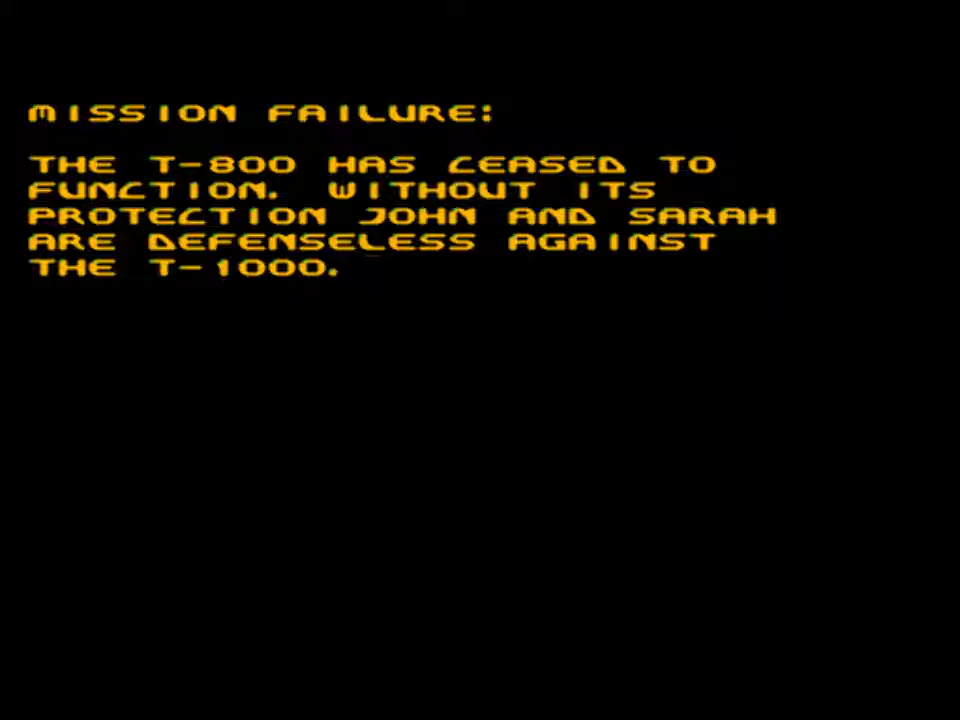 MISSION FAILURE:
THE T-800 HAS CEASED TO
FUNCTION. WITHOUT ITS
PROTECTION JOHN AND SARAH
ARE DEFENSELESS AGAINST
THE T-1000.